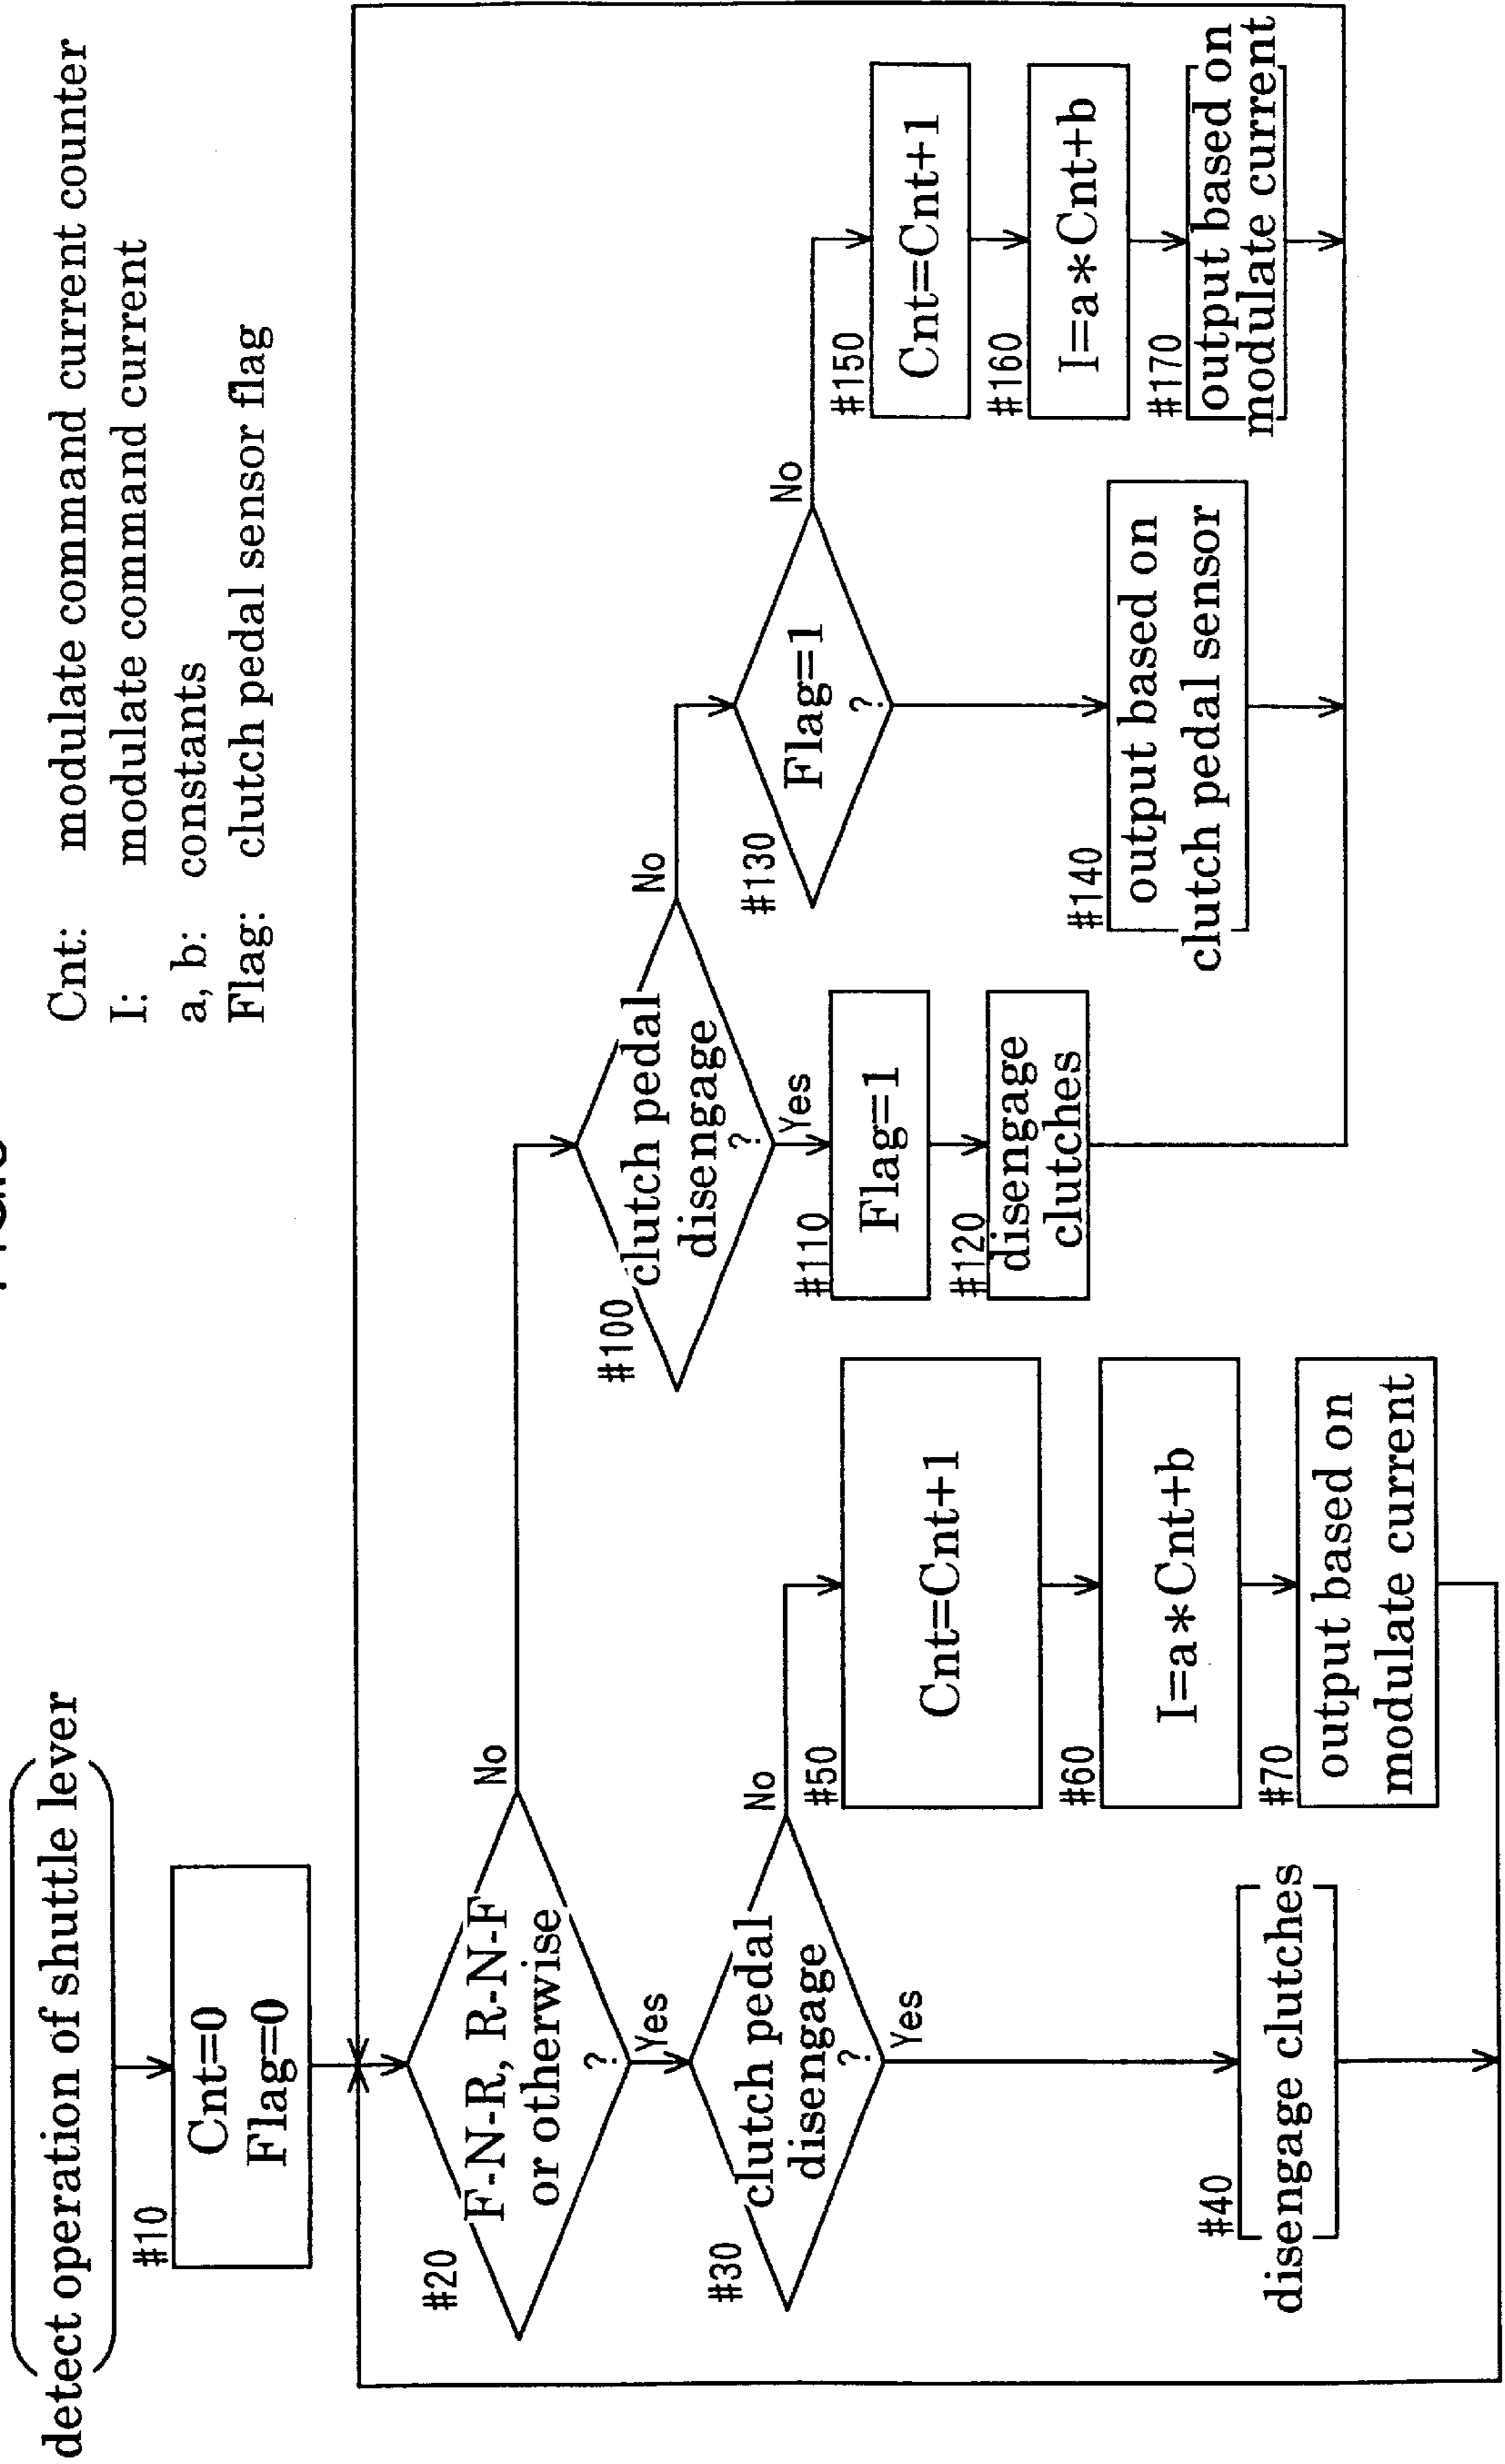 Cnt: modulate command current counter
I: modulate command current
a, b: constants
Flag: clutch pedal sensor flag
detect operation of shuttle lever
#10
Cnt=0
Flag=0
#20
F-N-R, R-N-F
or otherwise
?
No
Yes
#30
clutch pedal
disengage
?
No
Yes
#40
disengage clutches
#50
Cnt=Cnt+1
#60
I=a*Cnt+b
#70
output based on
modulate current
#100
clutch pedal
disengage
?
No
Yes
#110
Flag=1
#120
disengage
clutches
#130
Flag=1
?
No
#140
output based on
clutch pedal sensor
#150
Cnt=Cnt+1
#160
I=a*Cnt+b
#170
output based on
modulate current